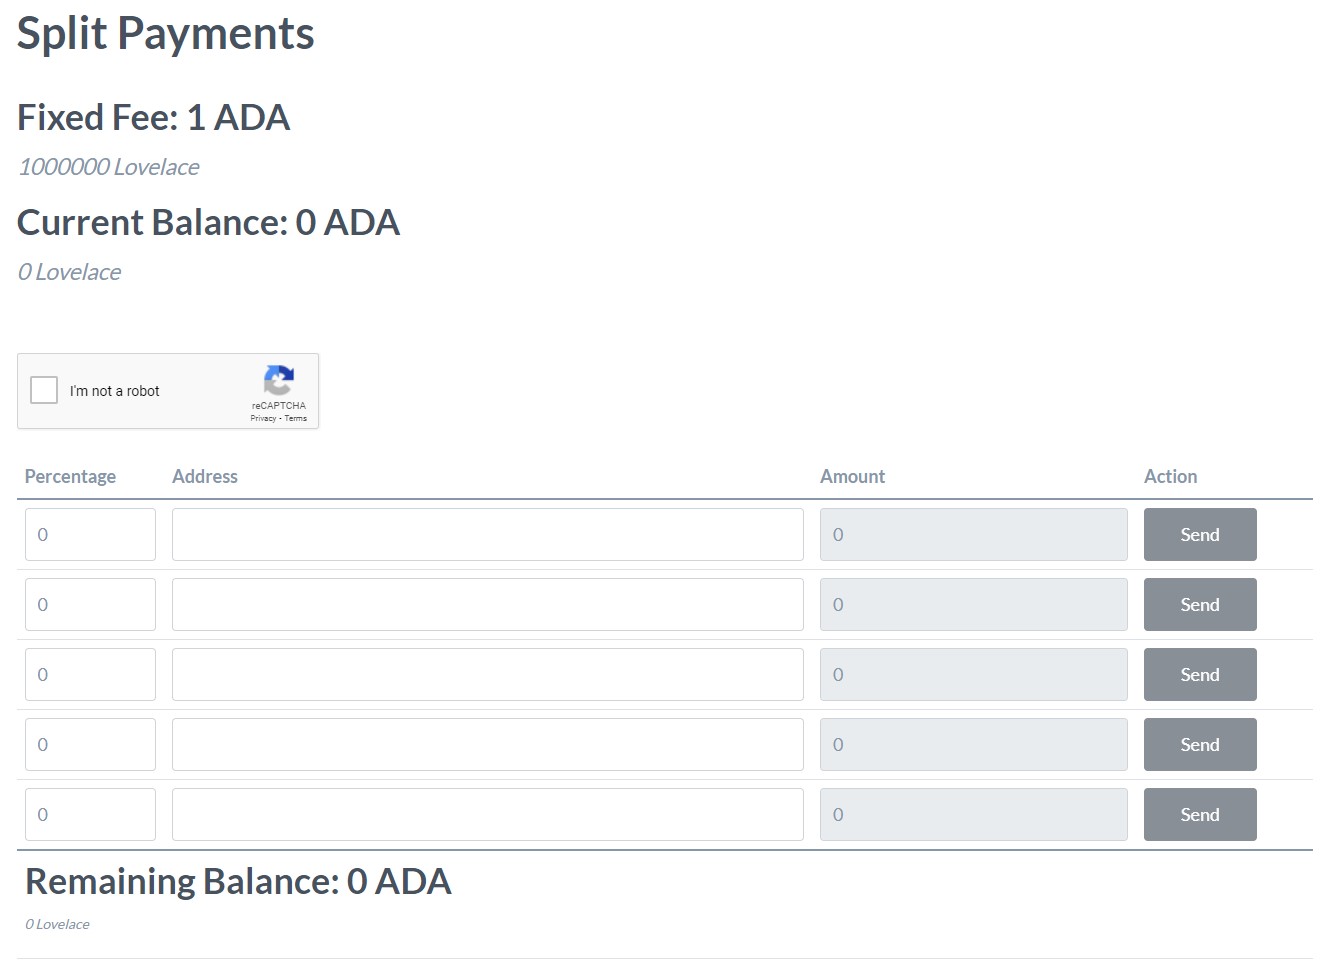 Split Payments
Fixed Fee: 1 ADA
1000000 Lovelace
Current Balance: 0 ADA
0 Lovelace
I'm not a robot
reCAPTCHA
Privacy - Terms
Percentage Address Amount Action
0 0 Send
0 0 Send
0 0 Send
0 0 Send
0 0 Send
Remaining Balance: 0 ADA
0 Lovelace